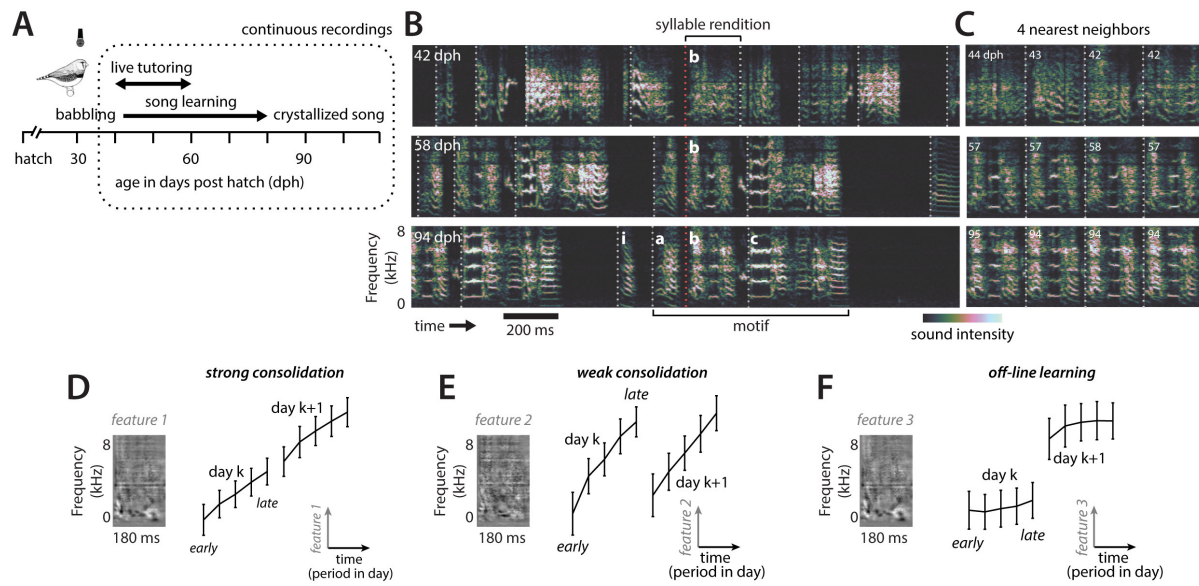 A
continuous recordings
live tutoring
song learning
babbling
crystallized song
hatch 30 60 90
age in days post hatch (dph)
B
syllable rendition
42 dph
b
58 dph
b
94 dph
i a b c
Frequency
(kHz)
8
0
time
200 ms
motif
C
4 nearest neighbors
44 dph 43 42 42
57 57 58 57
95 94 94 94
sound intensity
D
strong consolidation
feature 1
Frequency
(kHz)
8
0
180 ms
day k
day k+1
early
late
feature 1
time
(period in day)
E
weak consolidation
feature 2
Frequency
(kHz)
8
0
180 ms
day k
late
day k+1
early
feature 2
time
(period in day)
F
off-line learning
feature 3
Frequency
(kHz)
8
0
180 ms
day k
day k+1
early
late
feature 3
time
(period in day)